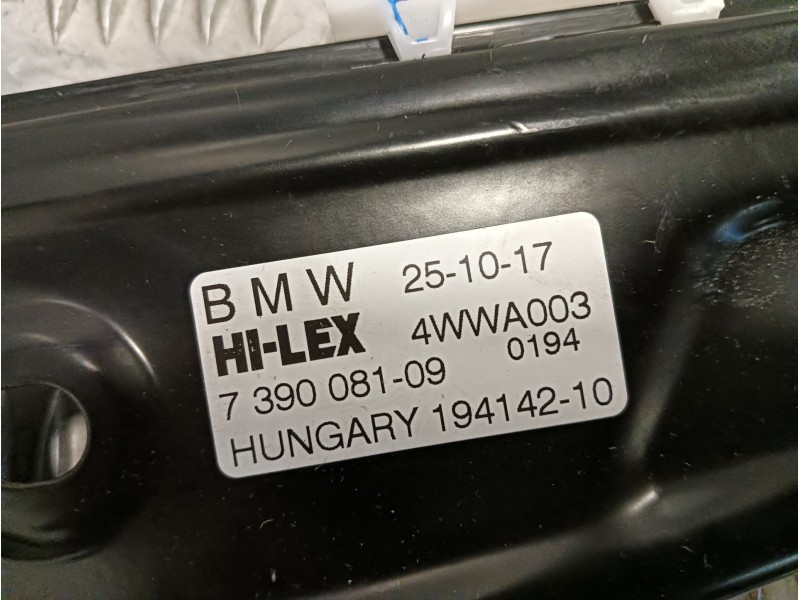 BMW 25-10-17
HI-LEX 4WWA003
7 390 081-09 0194
HUNGARY 194142-10